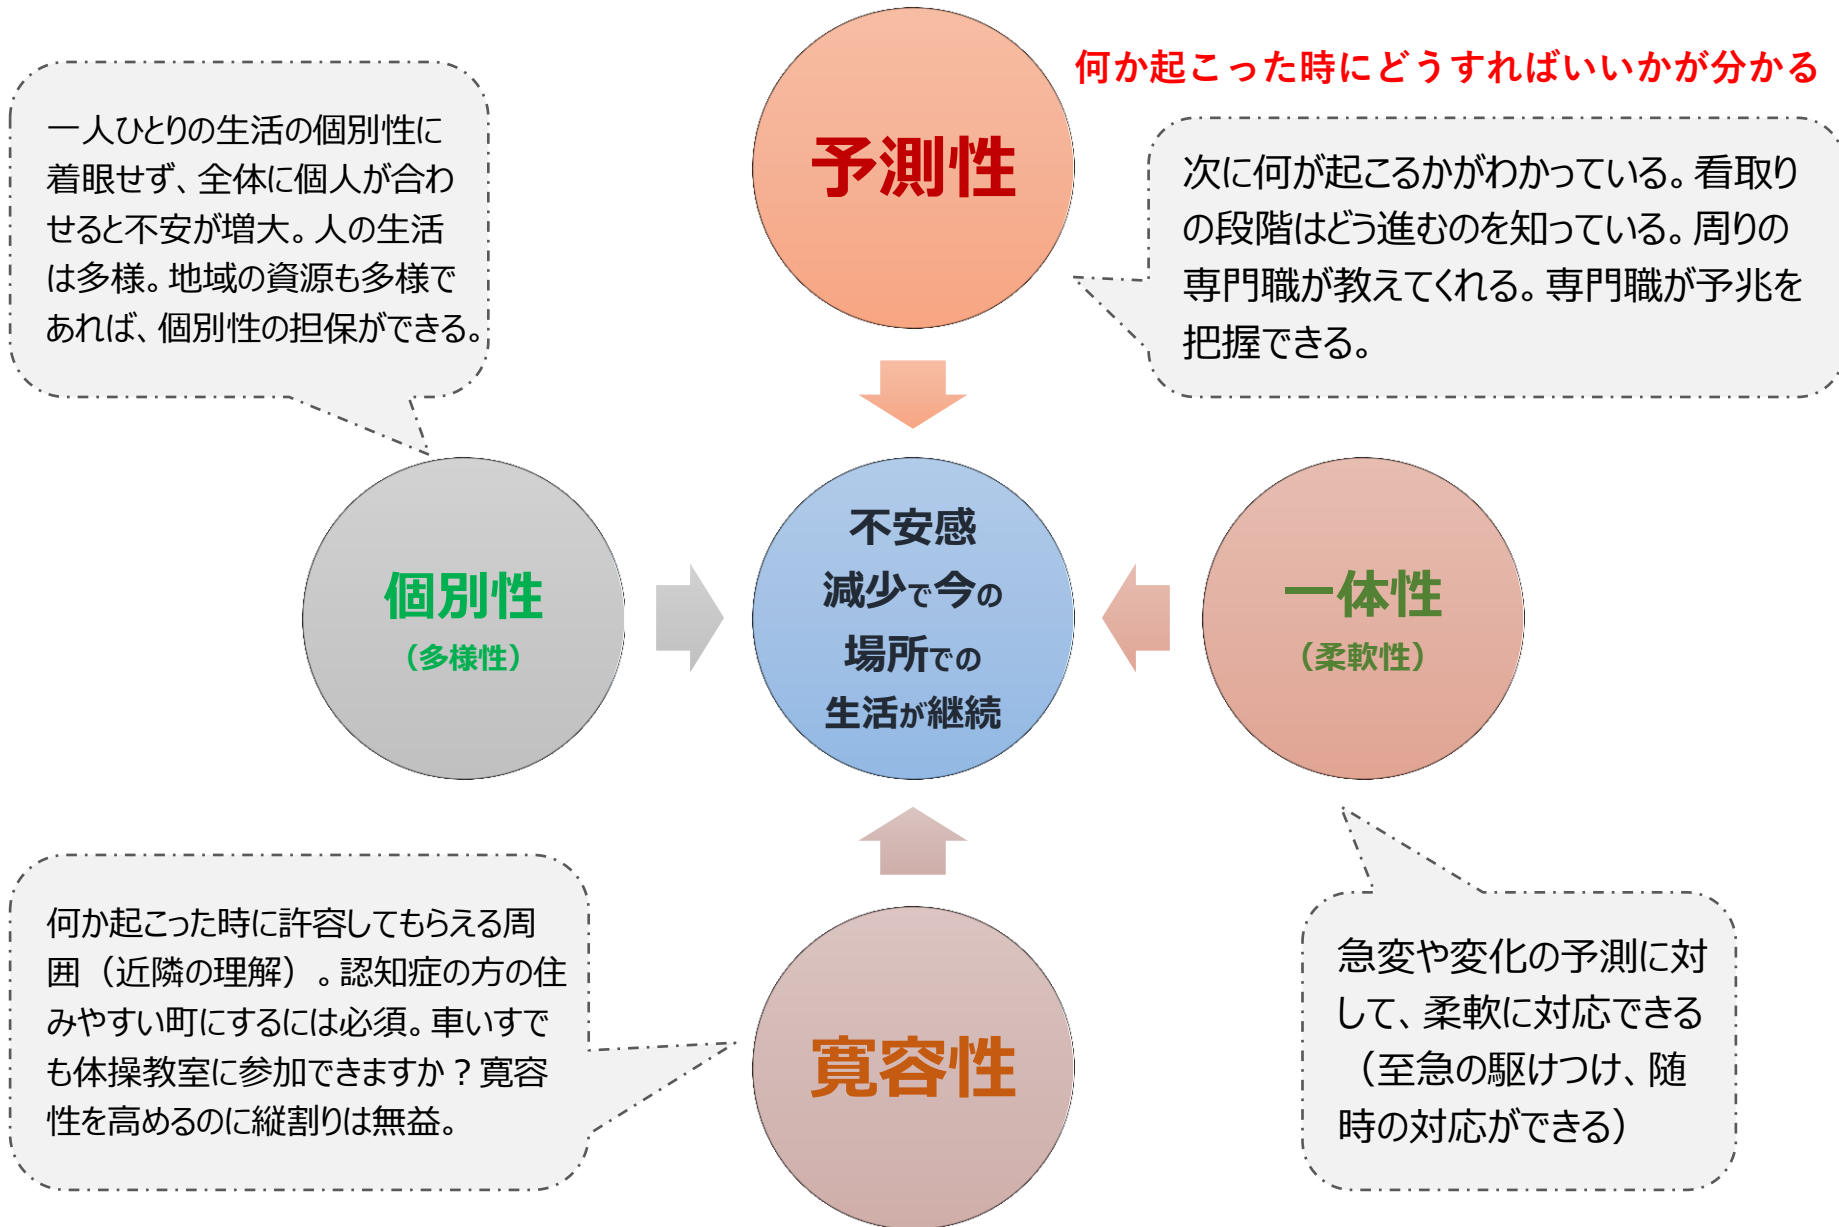 予測性
何か起こった時にどうすればいいかが分かる
次に何が起こるかがわかっている。看取り
の段階はどう進むのを知っている。周りの
専門職が教えてくれる。専門職が予兆を
把握できる。
一人ひとりの生活の個別性に
着眼せず、全体に個人が合わ
せると不安が増大。人の生活
は多様。地域の資源も多様で
あれば、個別性の担保ができる。
個別性
（多様性）
不安感
減少で今の
場所での
生活が継続
一体性
（柔軟性）
何か起こった時に許容してもらえる周
囲（近隣の理解）。認知症の方の住
みやすい町にするには必須。車いすで
も体操教室に参加できますか？寛容
性を高めるのに縦割りは無益。
寛容性
急変や変化の予測に対
して、柔軟に対応できる
（至急の駆けつけ、随
時の対応ができる）